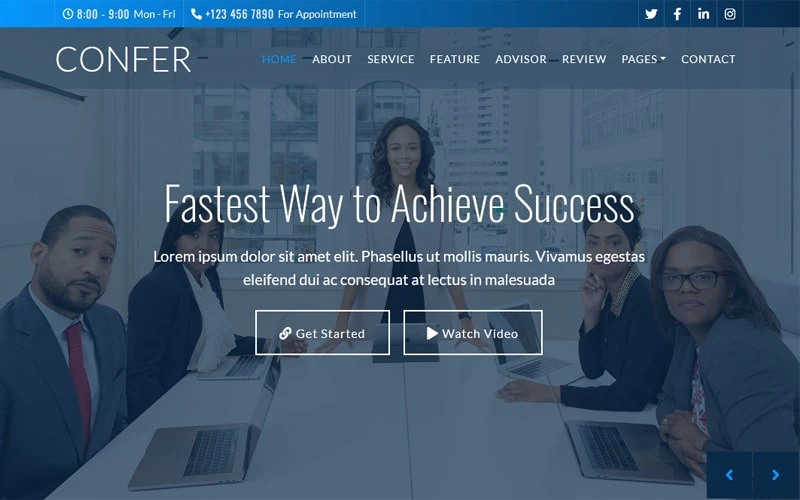 8:00 - 9:00 Mon - Fri
+123 456 7890 For Appointment
CONFER
HOME ABOUT SERVICE FEATURE ADVISOR REVIEW PAGES CONTACT
Fastest Way to Achieve Success
Lorem ipsum dolor sit amet elit. Phasellus ut mollis mauris. Vivamus egestas
eleifend dui ac consequat at lectus in malesuada
Get Started
Watch Video